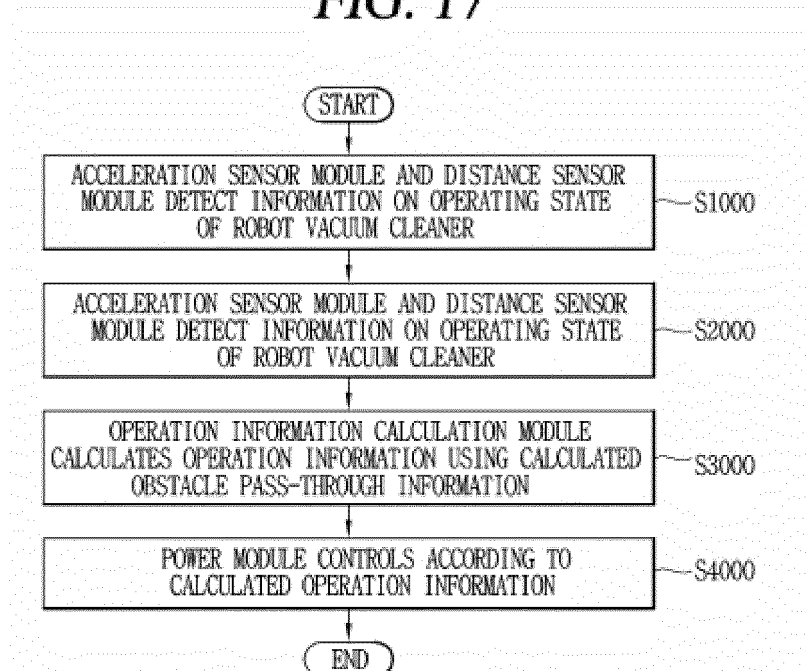 FIG. 17
START
ACCELERATION SENSOR MODULE AND DISTANCE SENSOR
MODULE DETECT INFORMATION ON OPERATING STATE
OF ROBOT VACUUM CLEANER
S1000
ACCELERATION SENSOR MODULE AND DISTANCE SENSOR
MODULE DETECT INFORMATION ON OPERATING STATE
OF ROBOT VACUUM CLEANER
S2000
OPERATION INFORMATION CALCULATION MODULE
CALCULATES OPERATION INFORMATION USING CALCULATED
OBSTACLE PASS-THROUGH INFORMATION
S3000
POWER MODULE CONTROLS ACCORDING TO
CALCULATED OPERATION INFORMATION
S4000
END